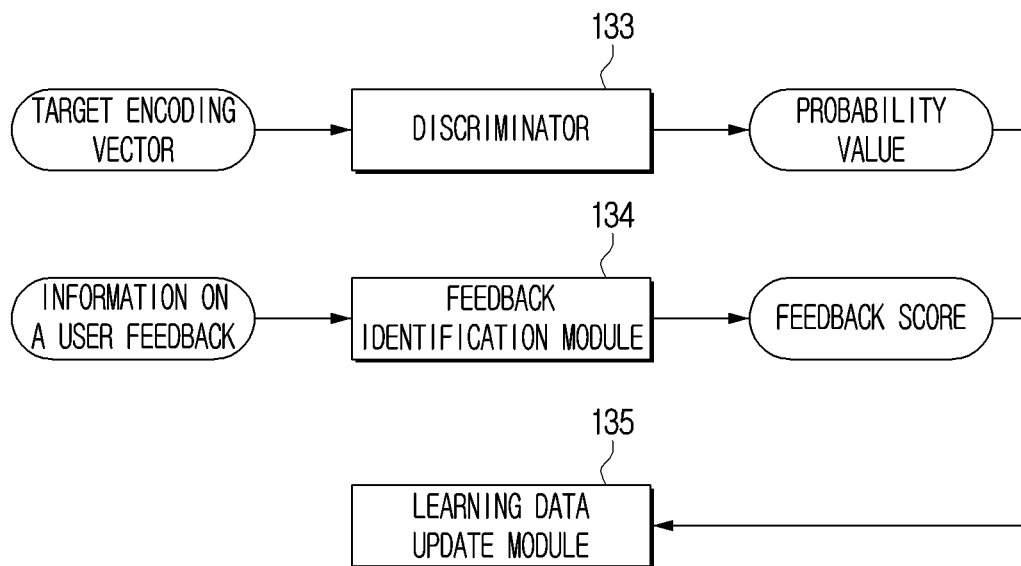 133
TARGET ENCODING
VECTOR
DISCRIMINATOR
PROBABILITY
VALUE
134
INFORMATION ON
A USER FEEDBACK
FEEDBACK
IDENTIFICATION MODULE
FEEDBACK SCORE
135
LEARNING DATA
UPDATE MODULE